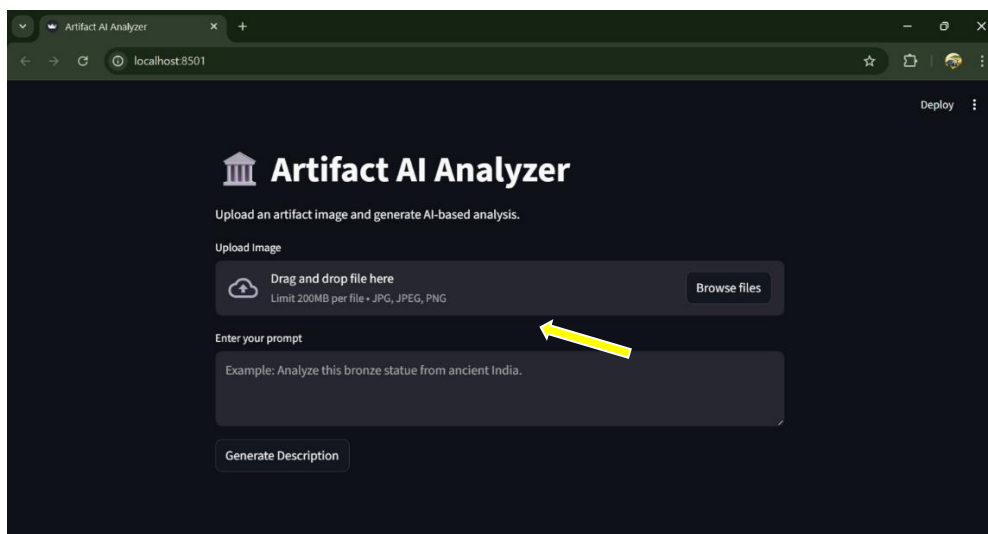 Artifact AI Analyzer
localhost:8501
Deploy
Artifact AI Analyzer
Upload an artifact image and generate AI-based analysis.
Upload Image
Drag and drop file here
Limit 200MB per file • JPG, JPEG, PNG
Browse files
Enter your prompt
Example: Analyze this bronze statue from ancient India.
Generate Description